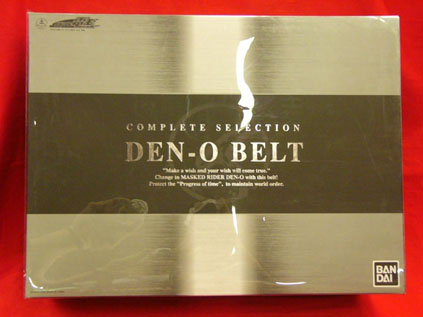 COMPLETE SELECTION
DEN-O BELT
"Make a wish and your wish will come true."
Change in MASKED RIDER DEN-O with this belt!
Protect the "Progress of time", to maintain world order.
BAN
DAI